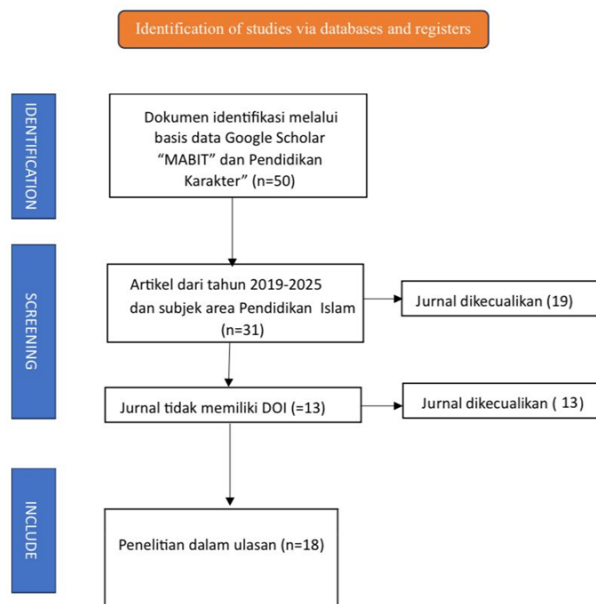 Identification of studies via databases and registers
IDENTIFICATION
Dokumen identifikasi melalui
basis data Google Scholar
“MABIT” dan Pendidikan
Karakter” (n=50)
SCREENING
Artikel dari tahun 2019-2025
dan subjek area Pendidikan Islam
(n=31)
Jurnal dikecualikan (19)
Jurnal tidak memiliki DOI (=13)
Jurnal dikecualikan ( 13)
INCLUDE
Penelitian dalam ulasan (n=18)